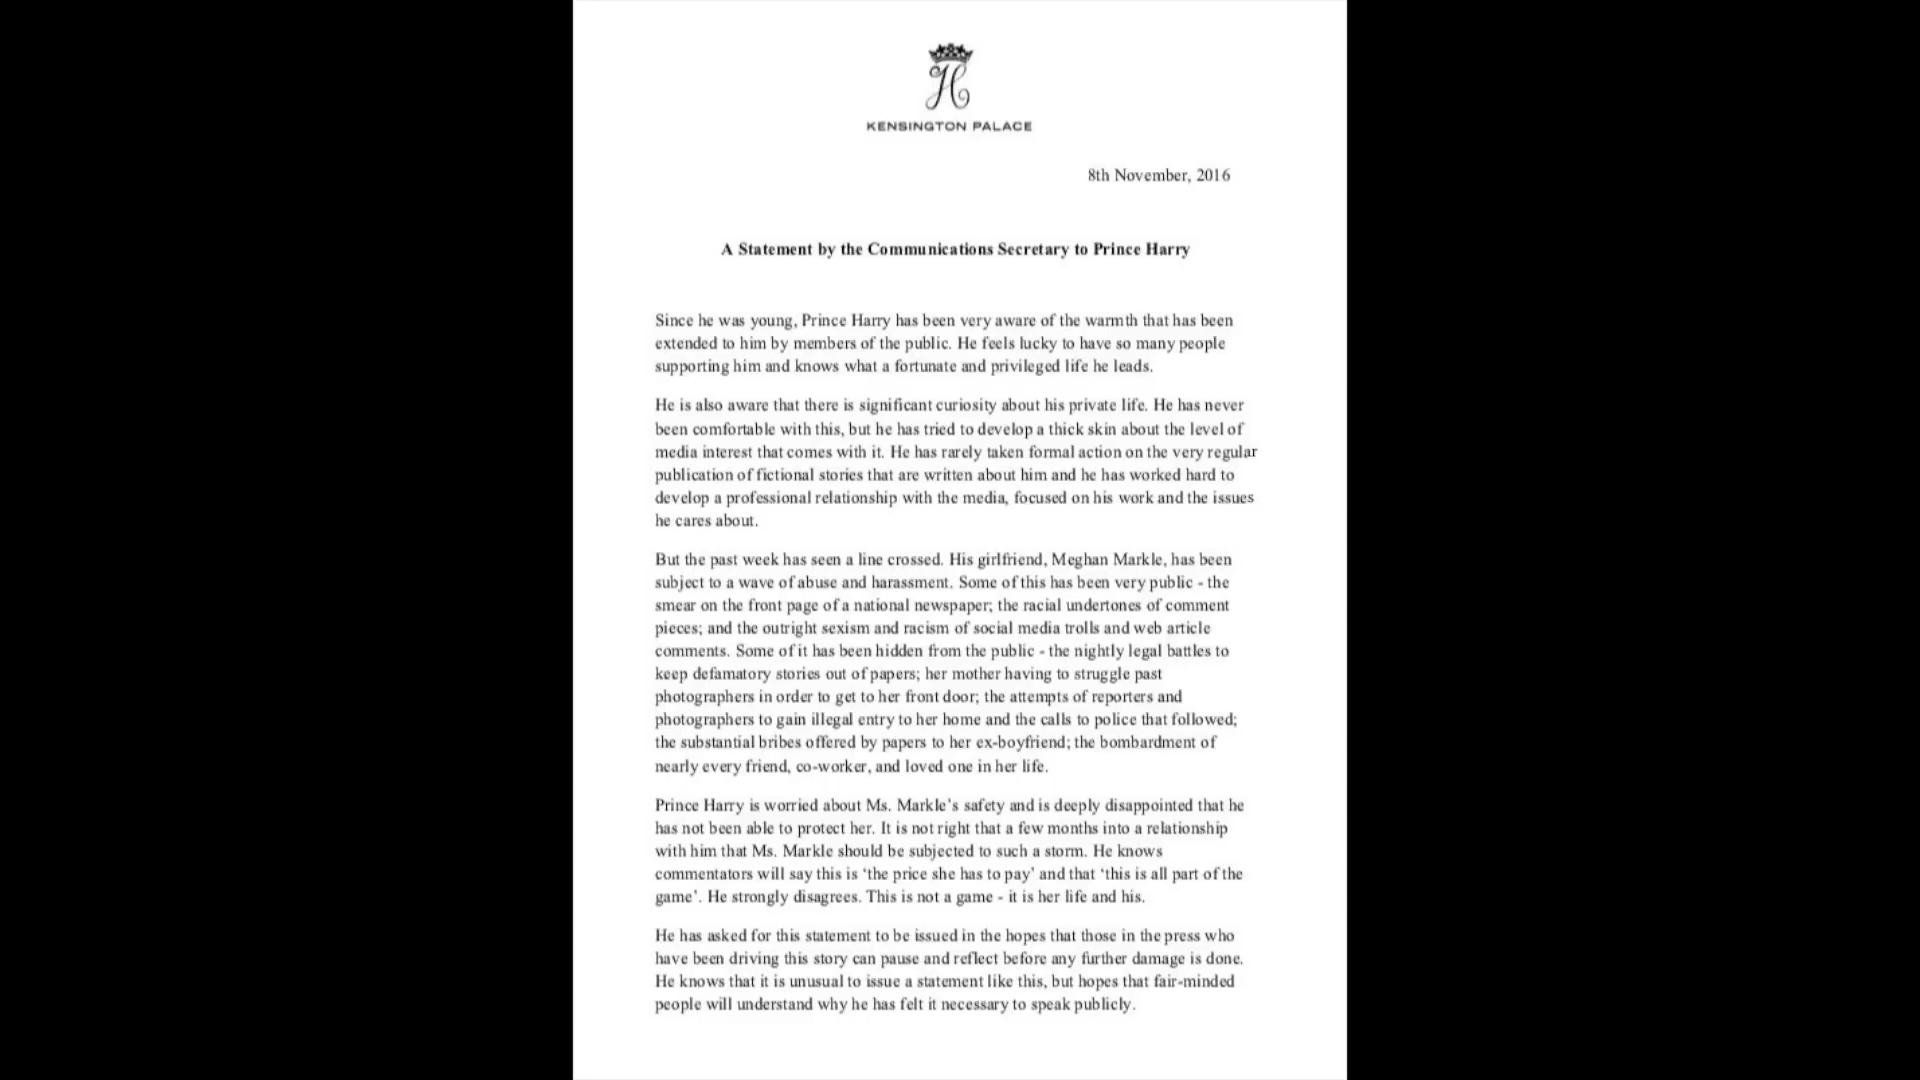 H
KENSINGTON PALACE
8th November, 2016
A Statement by the Communications Secretary to Prince Harry
Since he was young, Prince Harry has been very aware of the warmth that has been
extended to him by members of the public. He feels lucky to have so many people
supporting him and knows what a fortunate and privileged life he leads.
He is also aware that there is significant curiosity about his private life. He has never
been comfortable with this, but he has tried to develop a thick skin about the level of
media interest that comes with it. He has rarely taken formal action on the very regular
publication of fictional stories that are written about him and he has worked hard to
develop a professional relationship with the media, focused on his work and the issues
he cares about.
But the past week has seen a line crossed. His girlfriend, Meghan Markle, has been
subject to a wave of abuse and harassment. Some of this has been very public - the
smear on the front page of a national newspaper; the racial undertones of comment
pieces; and the outright sexism and racism of social media trolls and web article
comments. Some of it has been hidden from the public - the nightly legal battles to
keep defamatory stories out of papers; her mother having to struggle past
photographers in order to get to her front door; the attempts of reporters and
photographers to gain illegal entry to her home and the calls to police that followed;
the substantial bribes offered by papers to her ex-boyfriend; the bombardment of
nearly every friend, co-worker, and loved one in her life.
Prince Harry is worried about Ms. Markle's safety and is deeply disappointed that he
has not been able to protect her. It is not right that a few months into a relationship
with him that Ms. Markle should be subjected to such a storm. He knows
commentators will say this is ‘the price she has to pay’ and that ‘this is all part of the
game’. He strongly disagrees. This is not a game - it is her life and his.
He has asked for this statement to be issued in the hopes that those in the press who
have been driving this story can pause and reflect before any further damage is done.
He knows that it is unusual to issue a statement like this, but hopes that fair-minded
people will understand why he has felt it necessary to speak publicly.